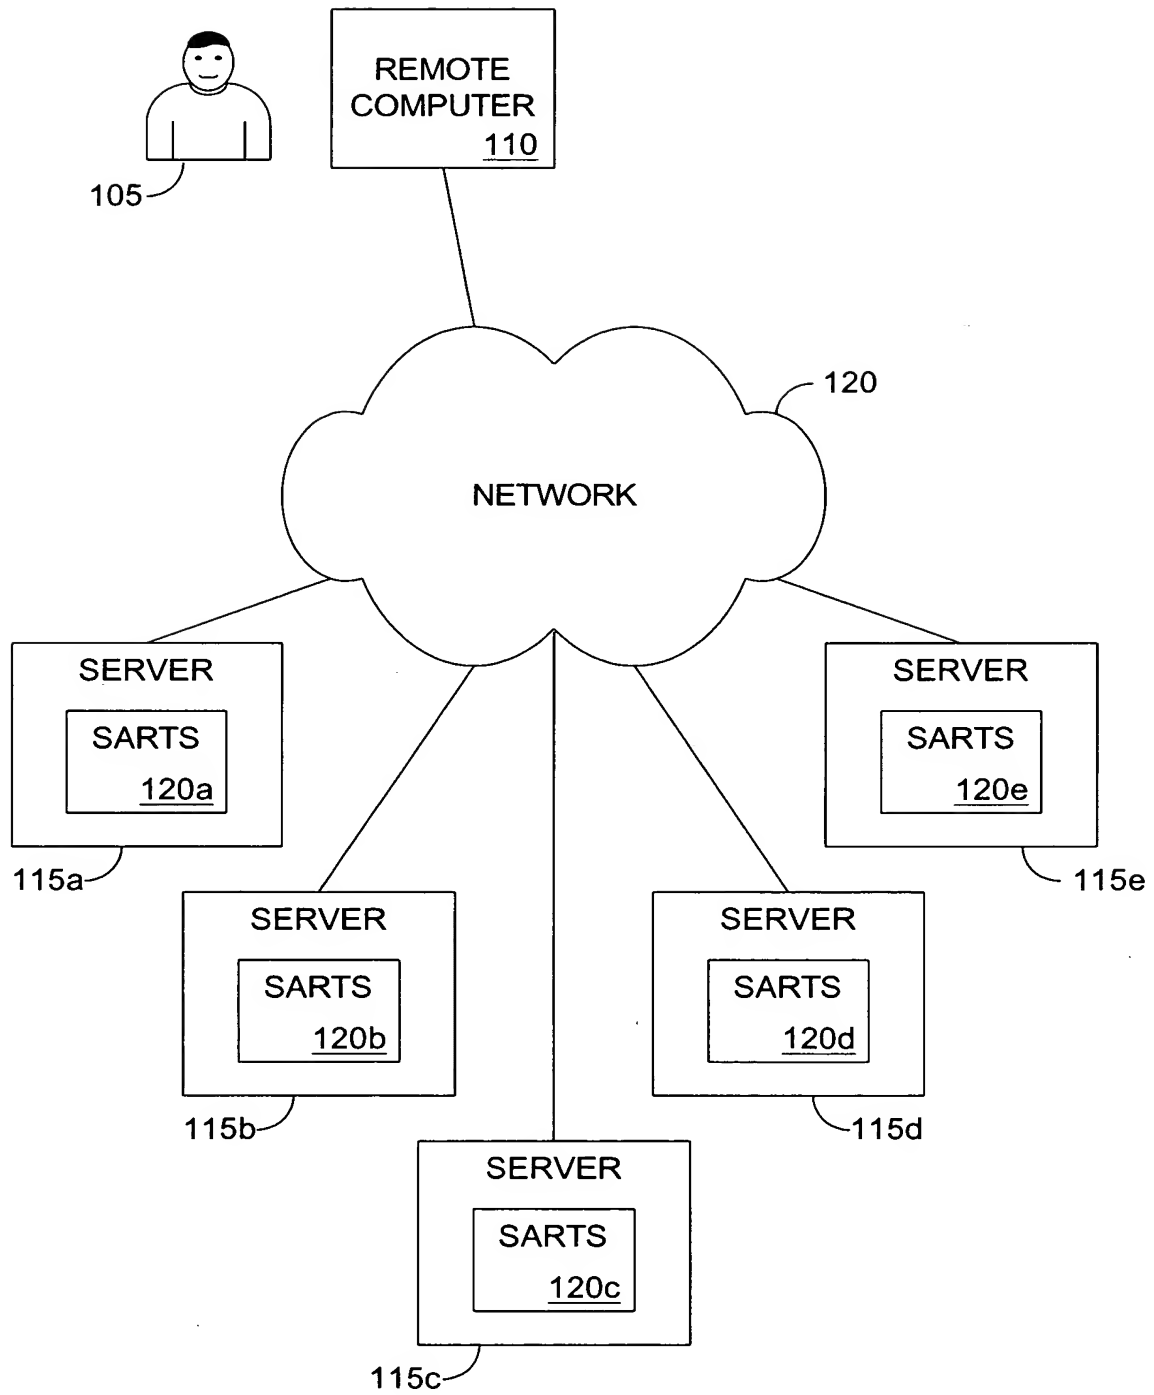 REMOTE
COMPUTER
110
105
120
NETWORK
SERVER
SARTS
120a
115a
SERVER
SARTS
120e
115e
SERVER
SARTS
120b
115b
SERVER
SARTS
120d
115d
SERVER
SARTS
120c
115c